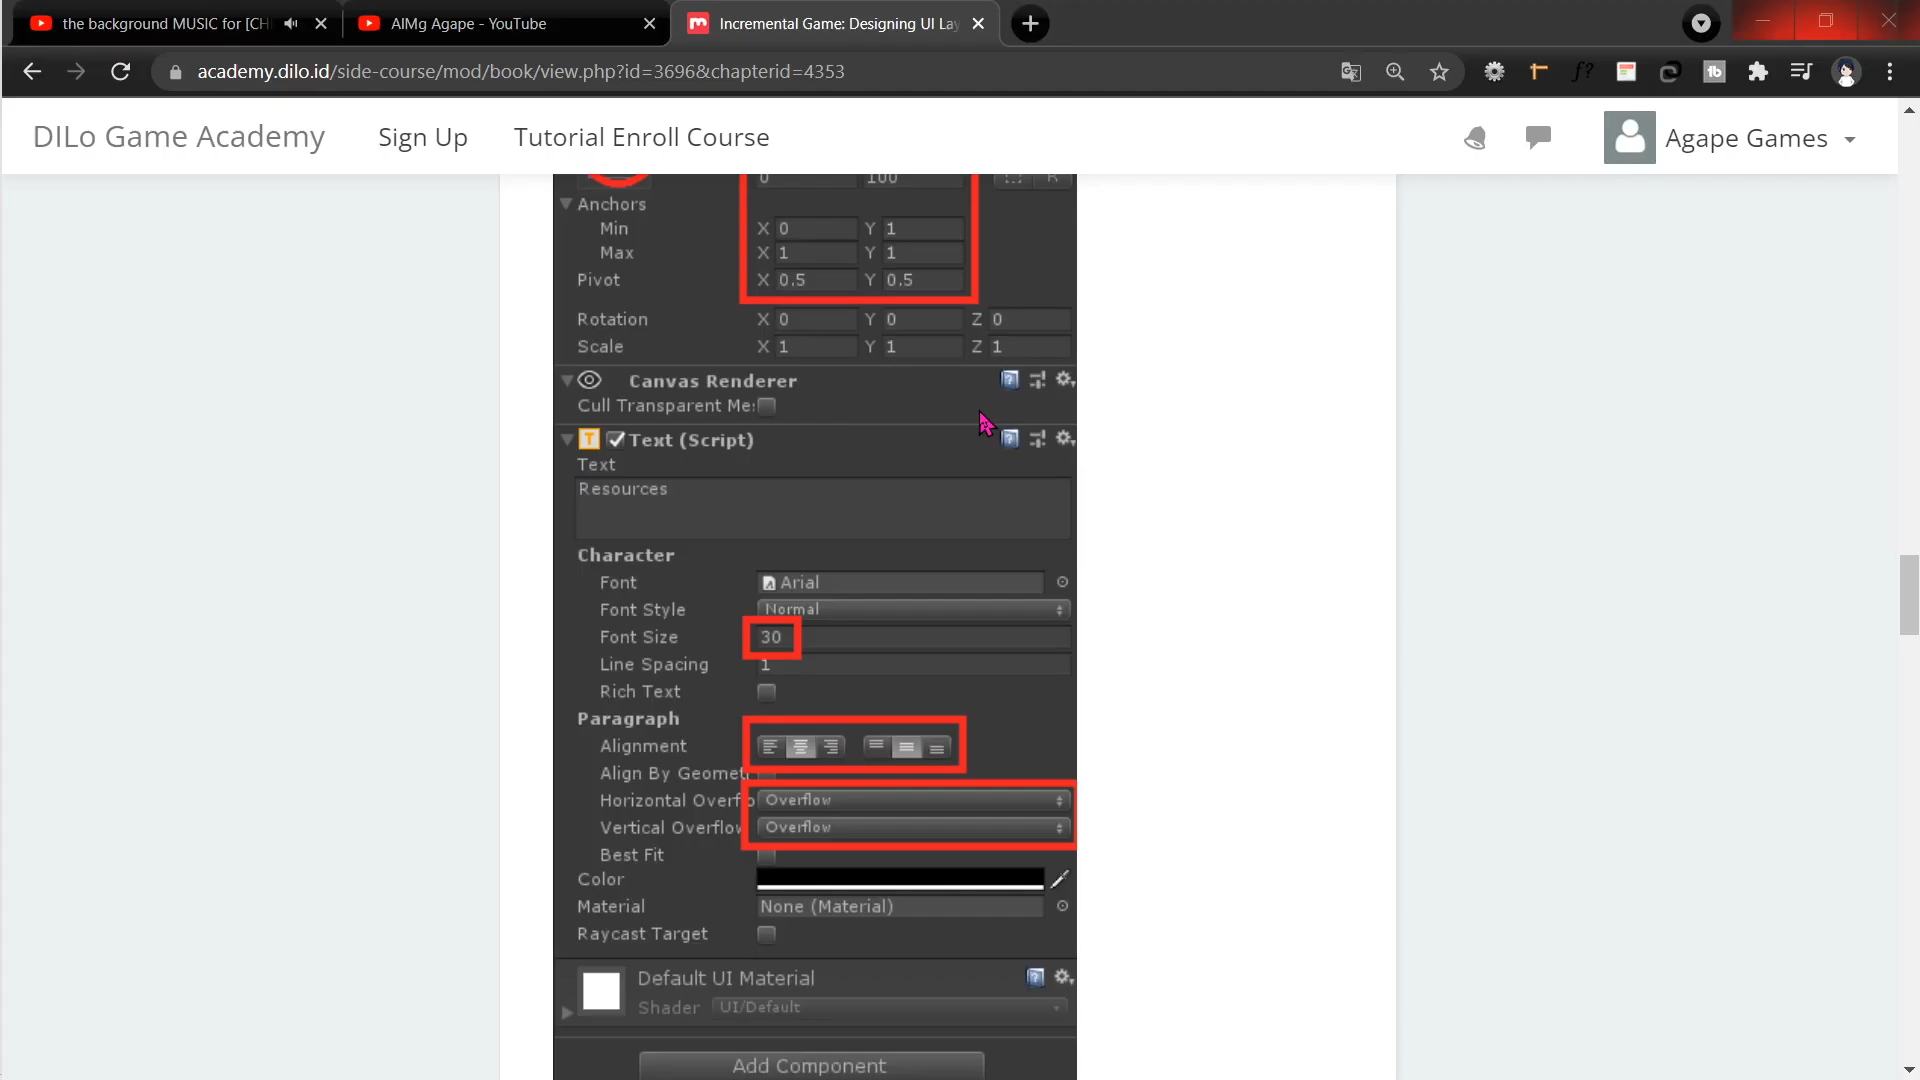 the background MUSIC for [CH
AIMg Agape - YouTube
Incremental Game: Designing UI Lay
academy.dilo.id/side-course/mod/book/view.php?id=3696&chapterid=4353
DILo Game Academy
Sign Up
Tutorial Enroll Course
Agape Games
0 100 R
Anchors
Min X 0 Y 1
Max X 1 Y 1
Pivot X 0.5 Y 0.5
Rotation X 0 Y 0 Z 0
Scale X 1 Y 1 Z 1
Canvas Renderer
Cull Transparent Me:
Text (Script)
Text
Resources
Character
Font Arial
Font Style Normal
Font Size 30
Line Spacing 1
Rich Text
Paragraph
Alignment
Align By Geomet
Horizontal Overflo Overflow
Vertical Overflow Overflow
Best Fit
Color
Material None (Material)
Raycast Target
Default UI Material
Shader UI/Default
Add Component